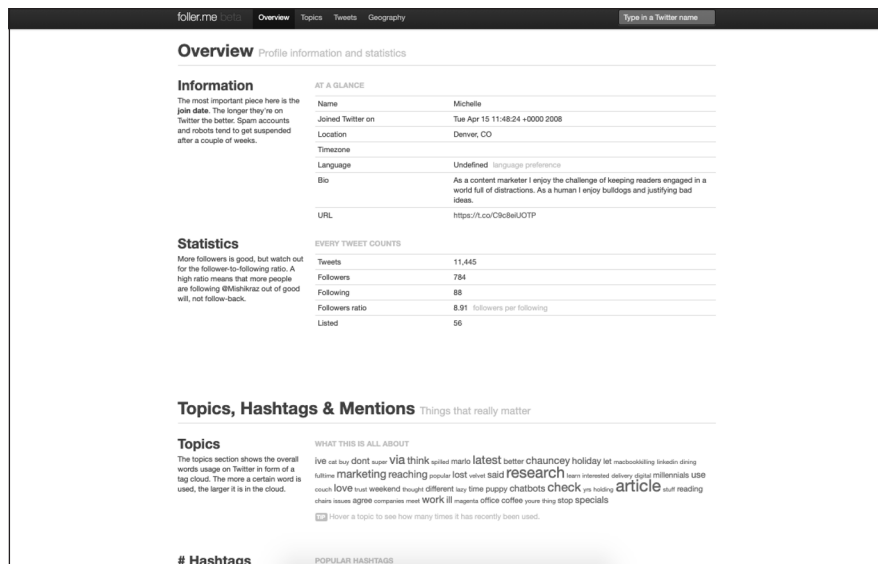 foller.me beta Overview Topics Tweets Geography Type in a Twitter name
Overview Profile information and statistics
Information
The most important piece here is the
join date. The longer they're on
Twitter the better. Spam accounts
and robots tend to get suspended
after a couple of weeks.
AT A GLANCE
Name Michelle
Joined Twitter on Tue Apr 15 11:48:24 +0000 2008
Location Denver, CO
Timezone
Language Undefined language preference
Bio As a content marketer I enjoy the challenge of keeping readers engaged in a
world full of distractions. As a human I enjoy bulldogs and justifying bad
ideas.
URL https://t.co/C9c8eiUOTP
Statistics
More followers is good, but watch out
for the follower-to-following ratio. A
high ratio means that more people
are following @Mishikraz out of good
will, not follow-back.
EVERY TWEET COUNTS
Tweets 11,445
Followers 784
Following 88
Followers ratio 8.91 followers per following
Listed 56
Topics, Hashtags & Mentions Things that really matter
Topics
The topics section shows the overall
words usage on Twitter in form of a
tag cloud. The more a certain word is
used, the larger it is in the cloud.
WHAT THIS IS ALL ABOUT
ive cat buy dont super via think spilled marlo latest better chauncey holiday let macbookkilling linkedin dining
fulltime marketing reaching popular lost velvet said research learn interested delivery digital millennials use
couch love trust weekend thought different lazy time puppy chatbots check yrs holding article stuff reading
chairs issues agree companies meet work ill magenta office coffee youre thing stop specials
TIP Hover a topic to see how many times it has recently been used.
# Hashtags
POPULAR HASHTAGS